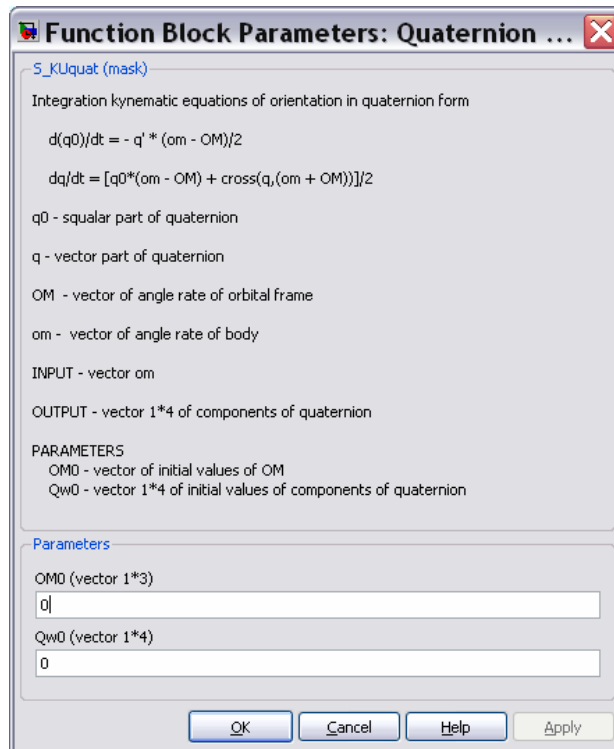 Function Block Parameters: Quaternion ...
S_KUquat (mask)
Integration kynematic equations of orientation in quaternion form
d(q0)/dt = - q' * (om - OM)/2
dq/dt = [q0*(om - OM) + cross(q,(om + OM))]/2
q0 - squalar part of quaternion
q - vector part of quaternion
OM - vector of angle rate of orbital frame
om - vector of angle rate of body
INPUT - vector om
OUTPUT - vector 1*4 of components of quaternion
PARAMETERS
OM0 - vector of initial values of OM
Qw0 - vector 1*4 of initial values of components of quaternion
Parameters
OM0 (vector 1*3)
0
Qw0 (vector 1*4)
0
OK Cancel Help Apply